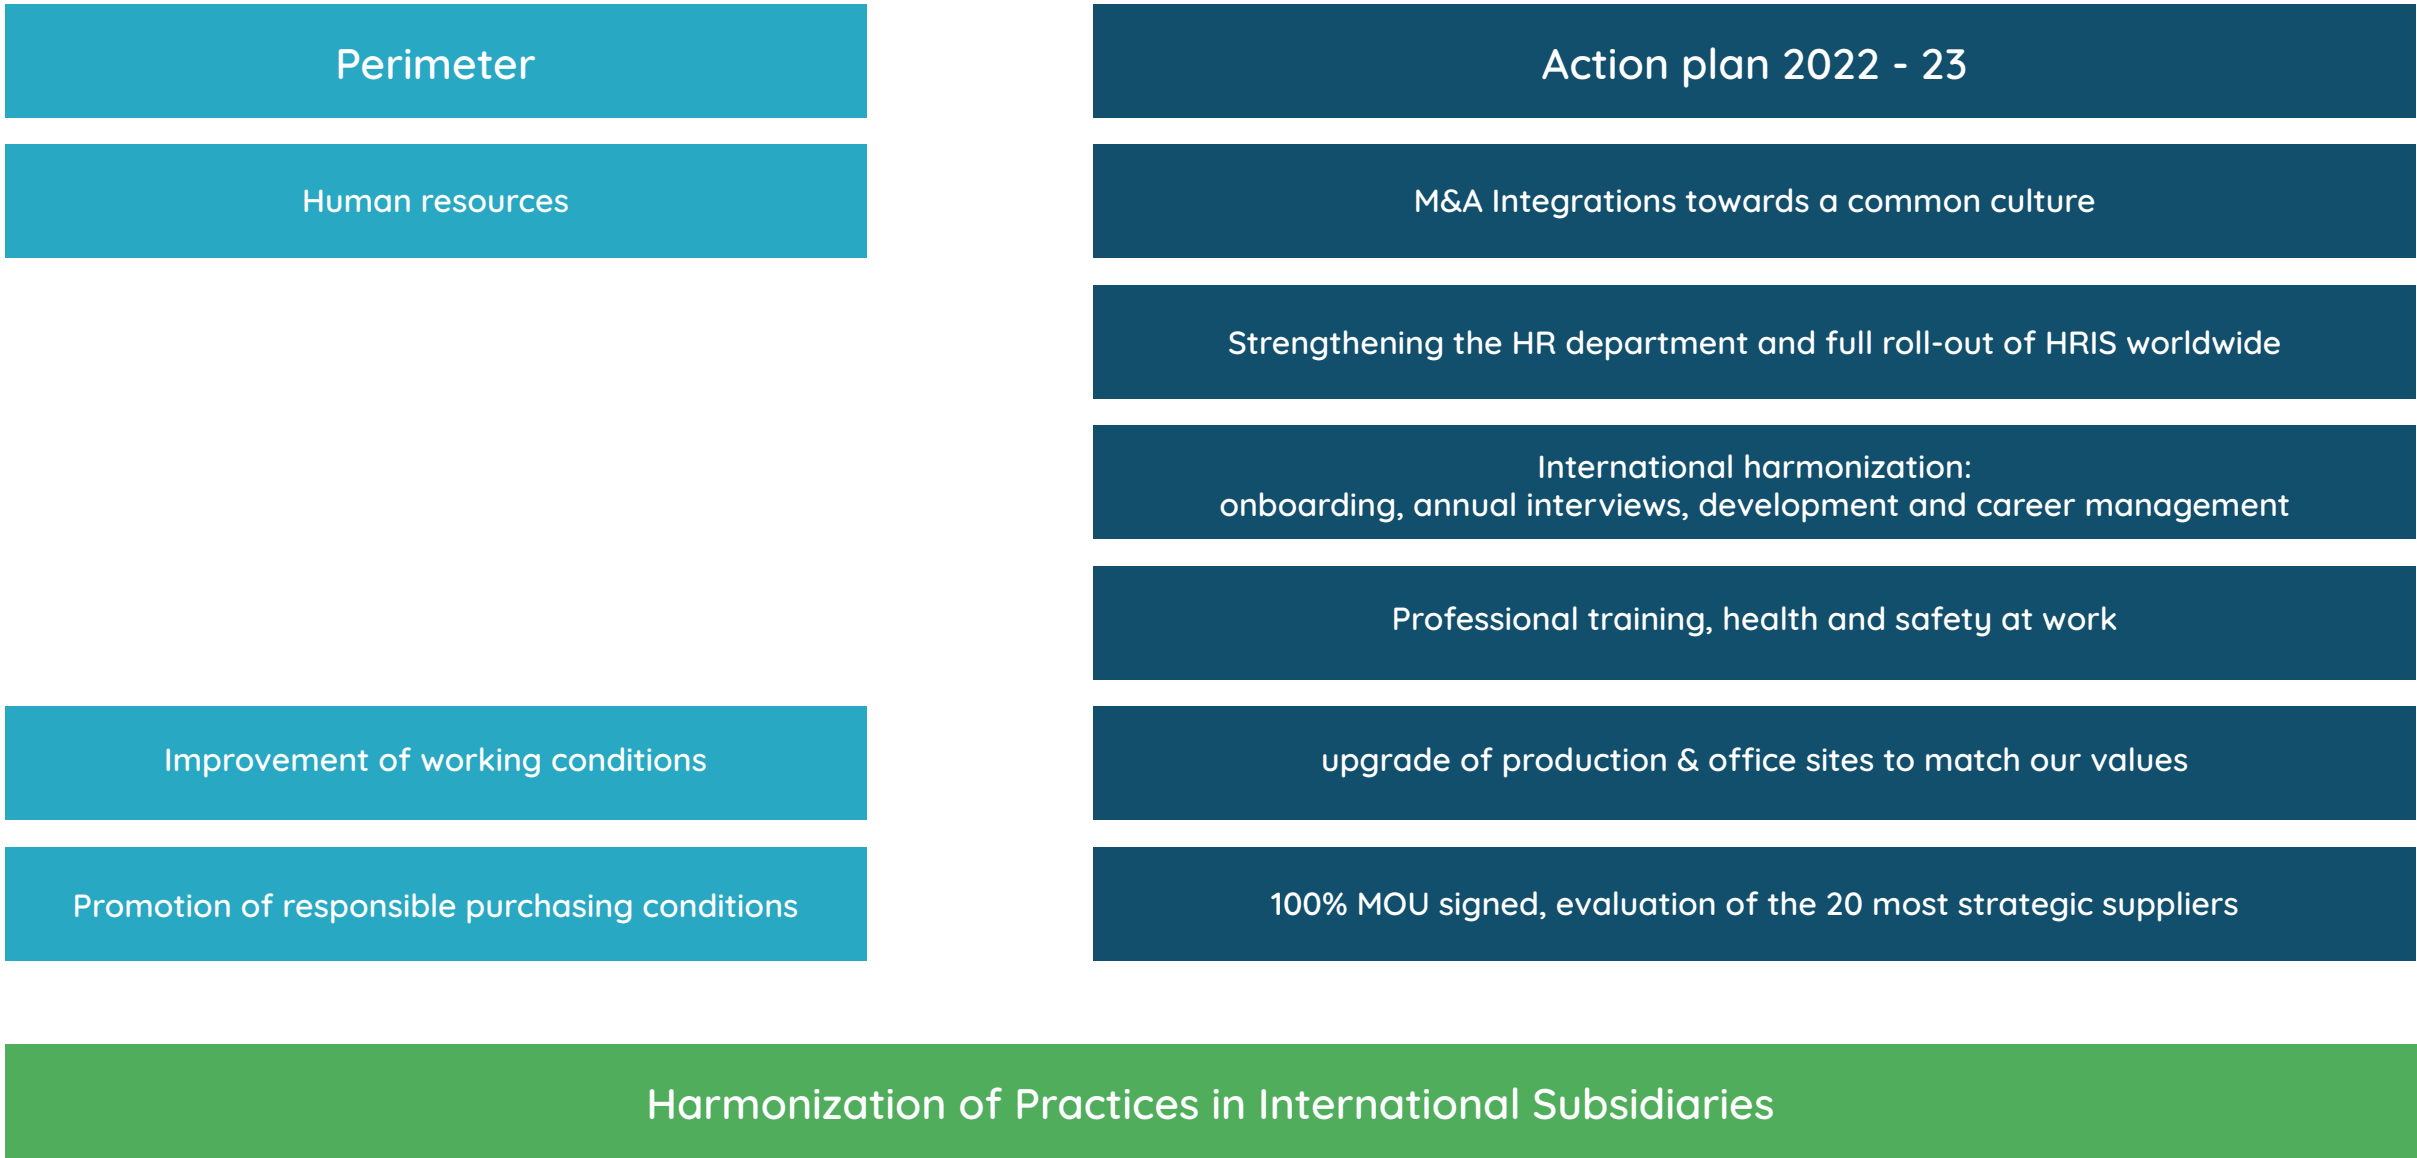 Perimeter
Action plan 2022 - 23
Human resources
M&A Integrations towards a common culture
Strengthening the HR department and full roll-out of HRIS worldwide
International harmonization:
onboarding, annual interviews, development and career management
Professional training, health and safety at work
Improvement of working conditions
upgrade of production & office sites to match our values
Promotion of responsible purchasing conditions
100% MOU signed, evaluation of the 20 most strategic suppliers
Harmonization of Practices in International Subsidiaries